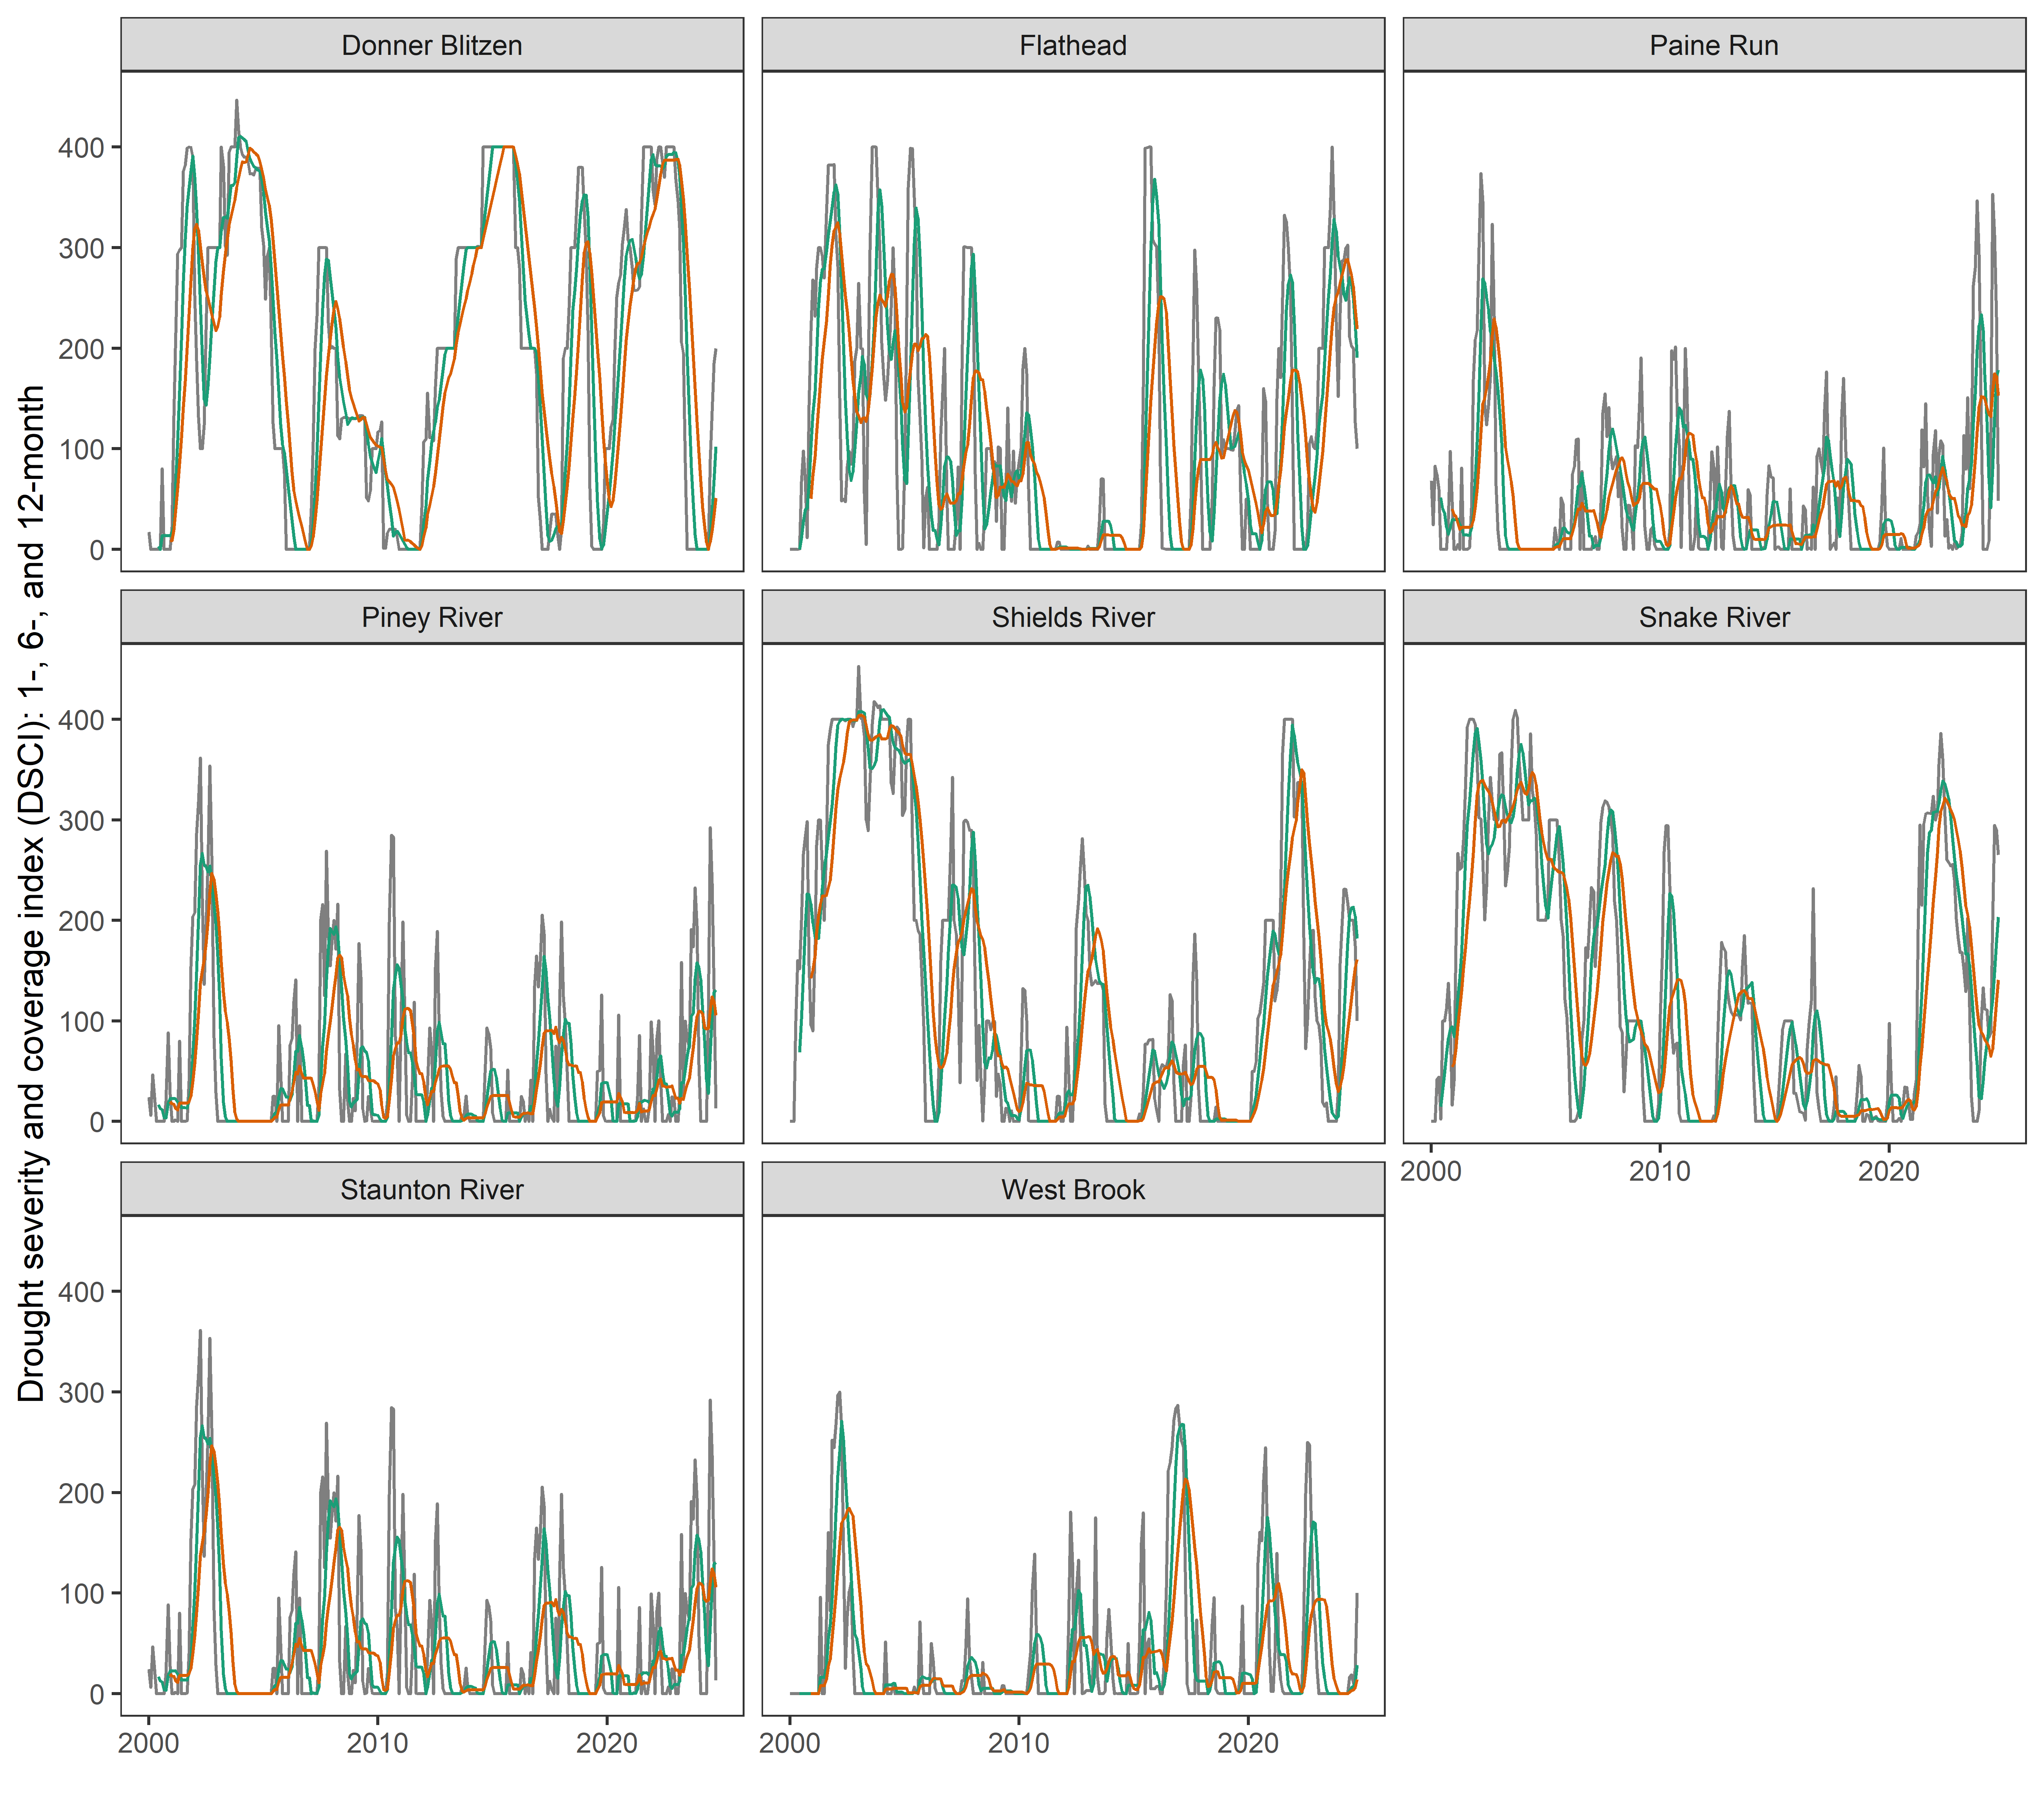 Drought severity and coverage index (DSCI): 1-, 6-, and 12-month
Donner Blitzen
Flathead
Paine Run
400
300
200
100
0
Piney River
Shields River
Snake River
400
300
200
100
0
2000 2010 2020
Staunton River
West Brook
400
300
200
100
0
2000 2010 2020
2000 2010 2020